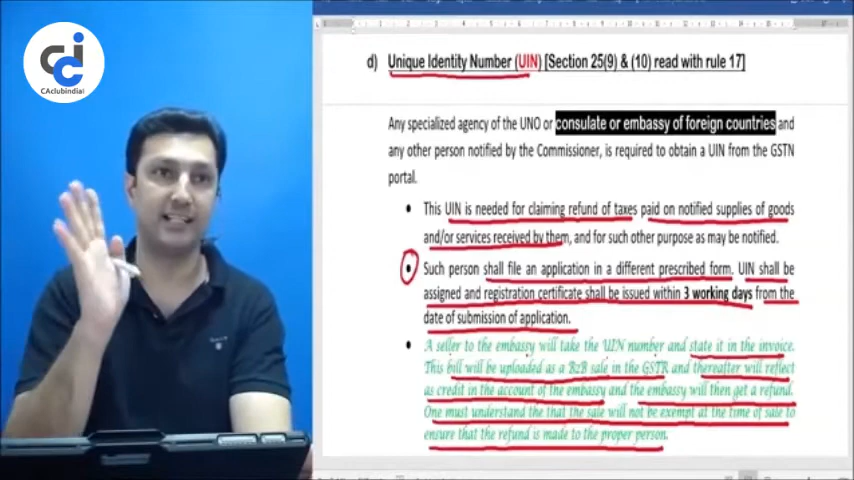 CAclubindia
d) Unique Identity Number (UIN) [Section 25(9) & (10) read with rule 17]
Any specialized agency of the UNO or consulate or embassy of foreign countries and
any other person notified by the Commissioner, is required to obtain a UIN from the GSTN
portal.
• This UIN is needed for claiming refund of taxes paid on notified supplies of goods
and/or services received by them, and for such other purpose as may be notified.
• Such person shall file an application in a different prescribed form. UIN shall be
assigned and registration certificate shall be issued within 3 working days from the
date of submission of application.
• A seller to the embassy will take the UIN number and state it in the invoice.
This bill will be uploaded as a B2B sale in the GSTR and thereafter will reflect
as credit in the account of the embassy and the embassy will then get a refund.
One must understand the that the sale will not be exempt at the time of sale to
ensure that the refund is made to the proper person.